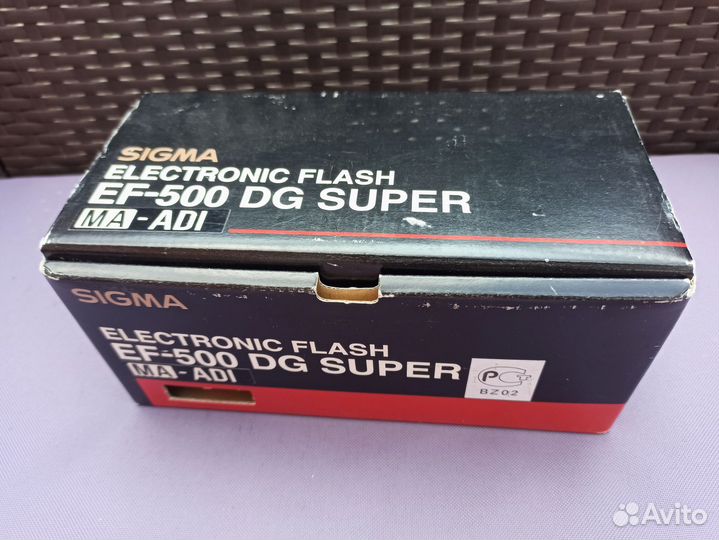 SIGMA
ELECTRONIC FLASH
EF-500 DG SUPER
MA-ADI
SIGMA
ELECTRONIC FLASH
EF-500 DG SUPER
MA-ADI
PC
BZ02
Avito